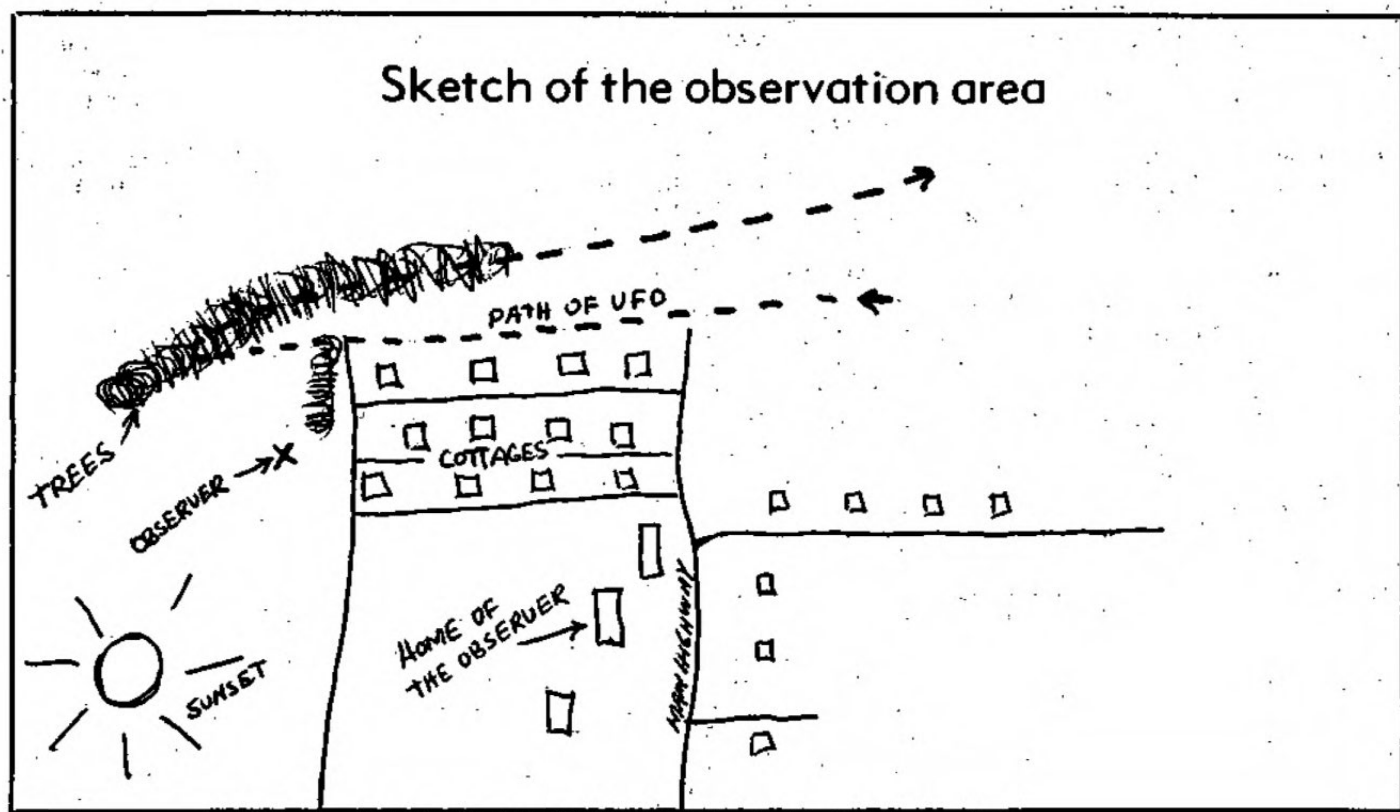 Sketch of the observation area
PATH OF UFO
TREES
OBSERVER
X
COTTAGES
HOME OF
THE OBSERVER
MAIN HIGHWAY
SUNSET